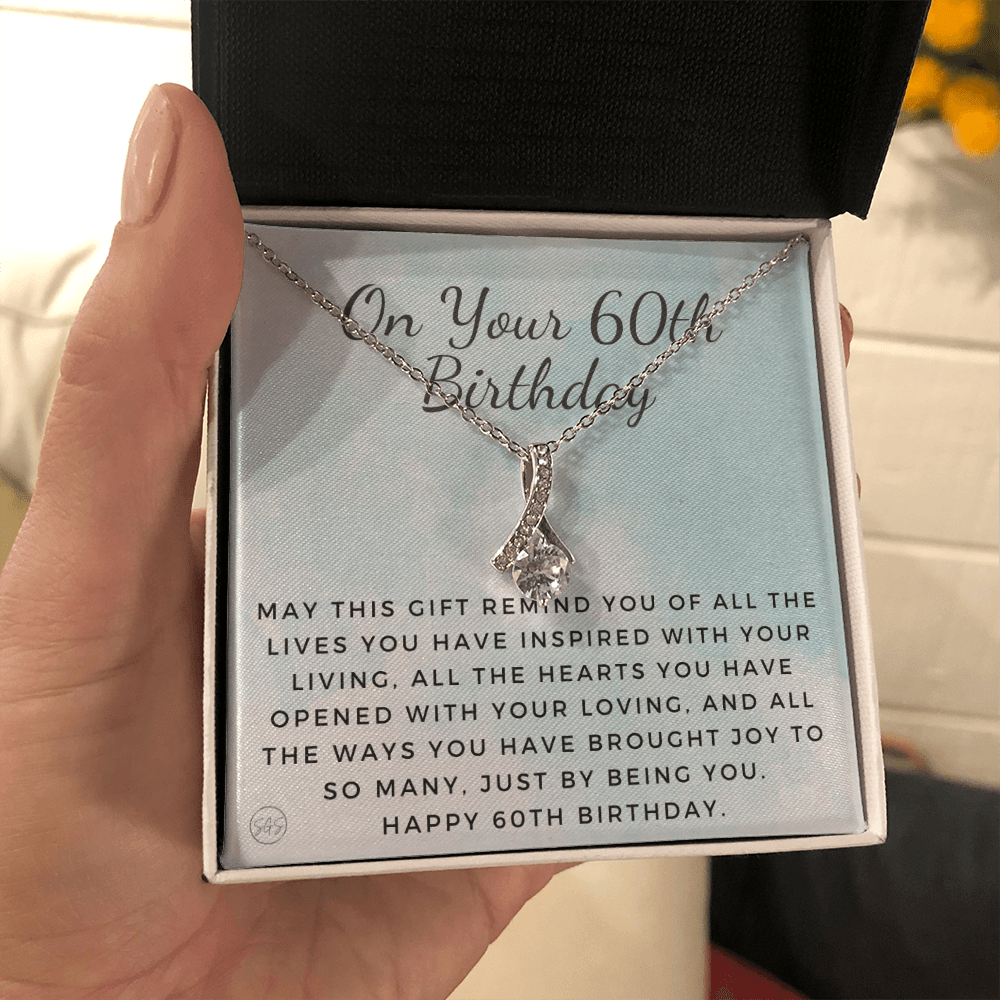 On Your 60th
Birthday
MAY THIS GIFT REMIND YOU OF ALL THE
LIVES YOU HAVE INSPIRED WITH YOUR
LIVING, ALL THE HEARTS YOU HAVE
OPENED WITH YOUR LOVING, AND ALL
THE WAYS YOU HAVE BROUGHT JOY TO
SO MANY, JUST BY BEING YOU.
HAPPY 60TH BIRTHDAY.
SGS